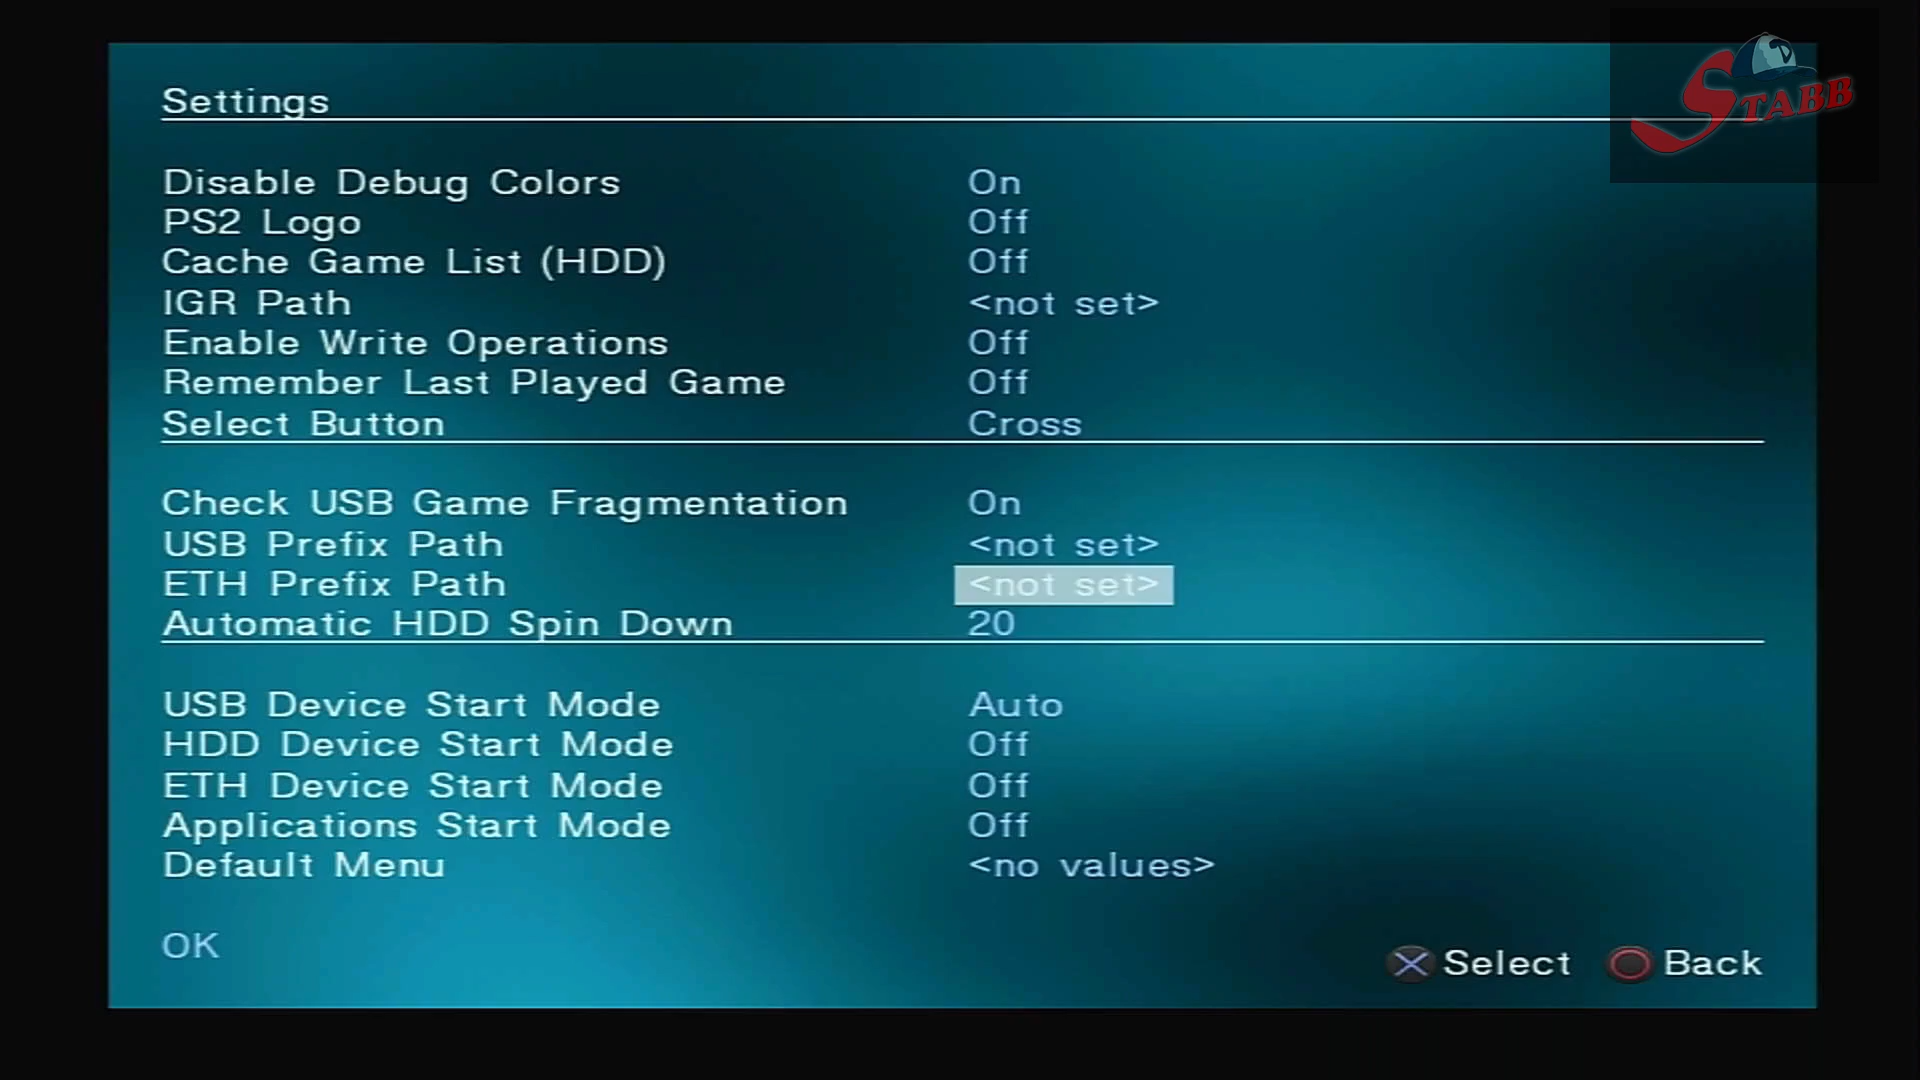 Settings
STABB
Disable Debug Colors On
PS2 Logo Off
Cache Game List (HDD) Off
IGR Path <not set>
Enable Write Operations Off
Remember Last Played Game Off
Select Button Cross
Check USB Game Fragmentation On
USB Prefix Path <not set>
ETH Prefix Path <not set>
Automatic HDD Spin Down 20
USB Device Start Mode Auto
HDD Device Start Mode Off
ETH Device Start Mode Off
Applications Start Mode Off
Default Menu <no values>
OK
Select Back